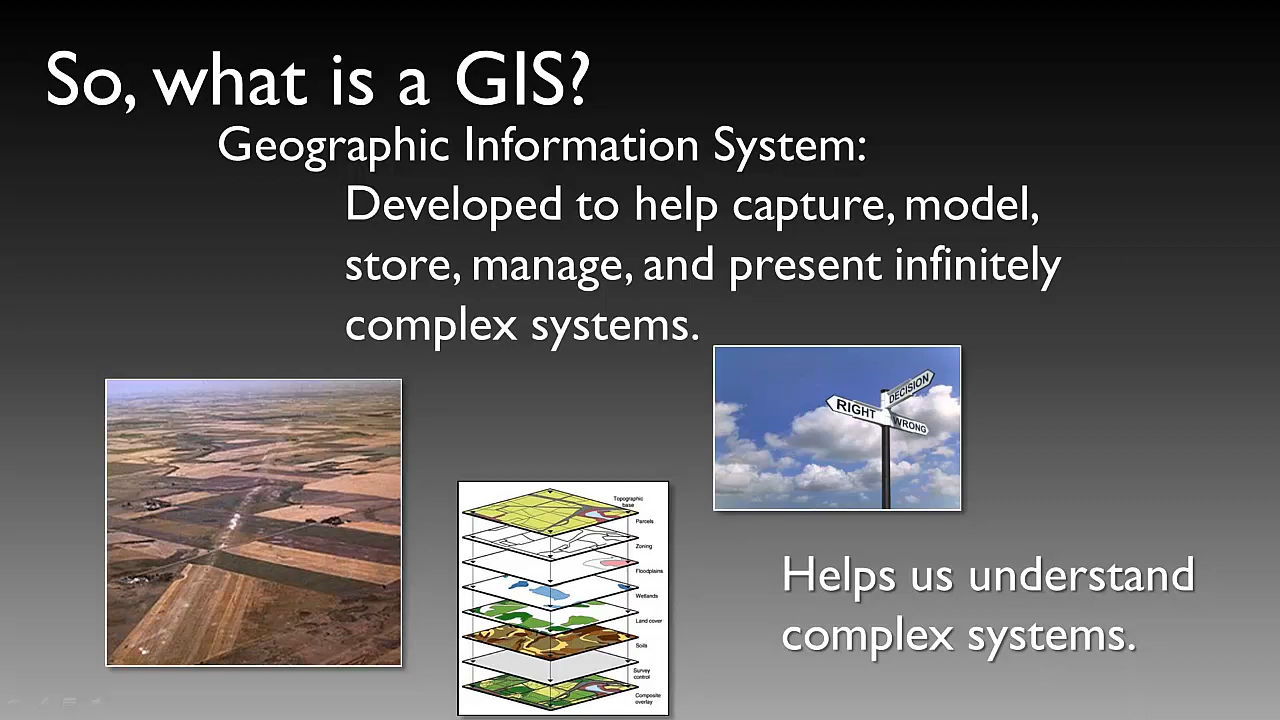 So, what is a GIS?
Geographic Information System:
Developed to help capture, model,
store, manage, and present infinitely
complex systems.
DECISION
RIGHT
WRONG
Topographic
base
Parcels
Zoning
Floodplains
Wetlands
Land cover
Soils
Survey
control
Composite
overlay
Helps us understand
complex systems.